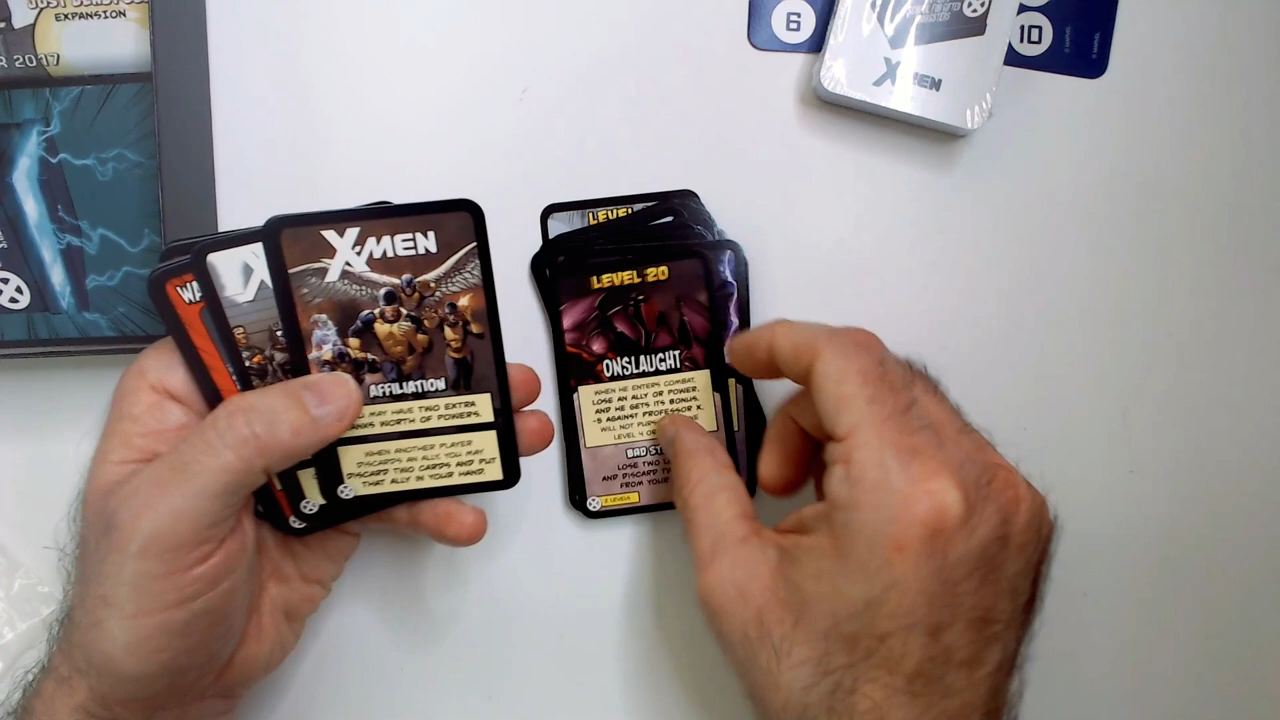 EXPANSION
2017
6
10
X-MEN
WA
X
X-MEN
AFFILIATION
MAY HAVE TWO EXTRA
WORTH OF POWERS.
WHEN ANOTHER PLAYER
DISCARDS AN ALLY, YOU MAY
DISCARD TWO CARDS AND PUT
THAT ALLY IN YOUR HAND.
LEVEL
LEVEL 20
ONSLAUGHT
WHEN HE ENTERS COMBAT,
LOSE AN ALLY OR POWER,
AND HE GETS ITS BONUS.
-5 AGAINST PROFESSOR X.
WILL NOT
LEVEL 4 OR
BAD
LOSE TWO
AND DISCARD
FROM YOUR
2 LEVELS